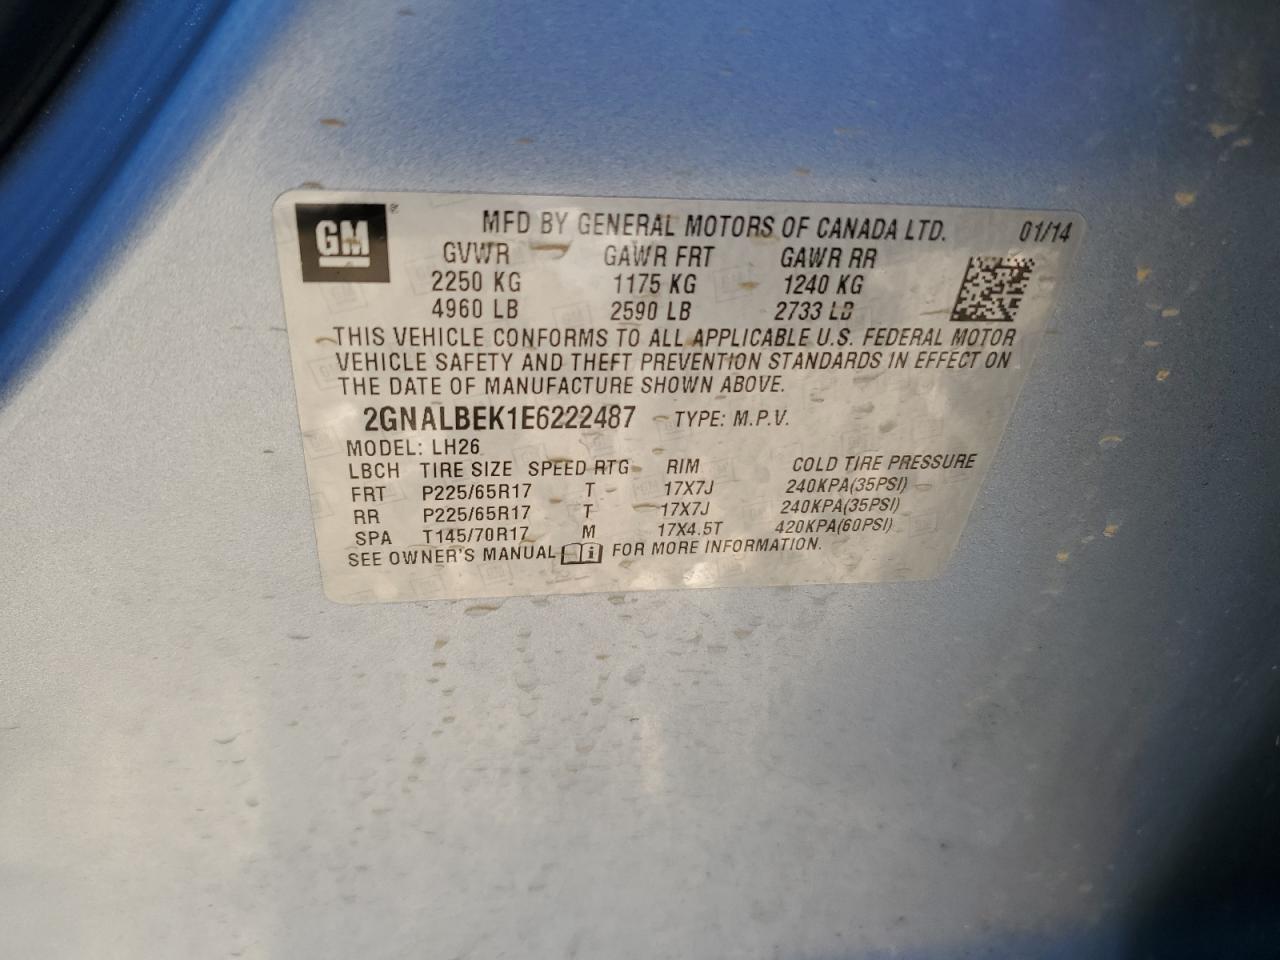 GM®
MFD BY GENERAL MOTORS OF CANADA LTD. 01/14
GVWR GAWR FRT GAWR RR
2250 KG 1175 KG 1240 KG
4960 LB 2590 LB 2733 LB
THIS VEHICLE CONFORMS TO ALL APPLICABLE U.S. FEDERAL MOTOR
VEHICLE SAFETY AND THEFT PREVENTION STANDARDS IN EFFECT ON
THE DATE OF MANUFACTURE SHOWN ABOVE.
2GNALBEK1E6222487 TYPE: M.P.V.
MODEL: LH26
LBCH TIRE SIZE SPEED RTG RIM COLD TIRE PRESSURE
FRT P225/65R17 T 17X7J 240KPA(35PSI)
RR P225/65R17 T 17X7J 240KPA(35PSI)
SPA T145/70R17 M 17X4.5T 420KPA(60PSI)
SEE OWNER'S MANUAL i FOR MORE INFORMATION.